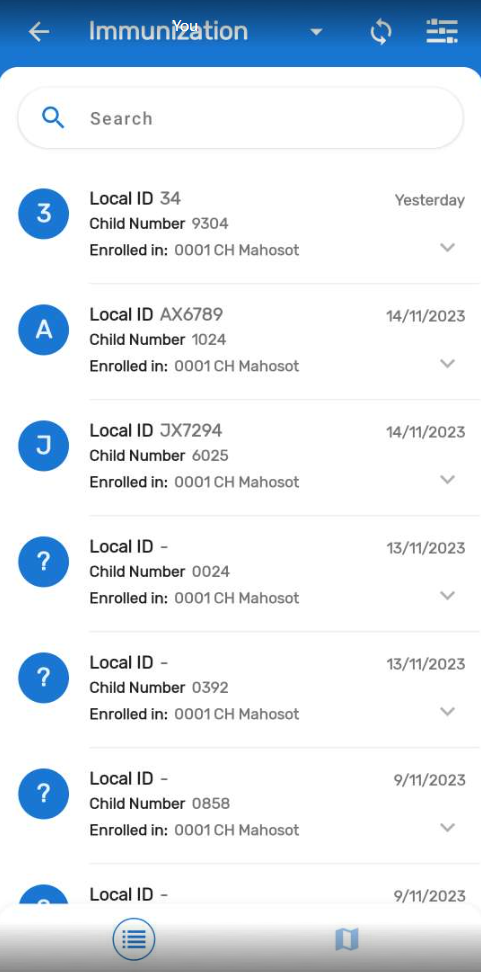 You
Immunization
Search
3
Local ID 34
Yesterday
Child Number 9304
Enrolled in: 0001 CH Mahosot
A
Local ID AX6789
14/11/2023
Child Number 1024
Enrolled in: 0001 CH Mahosot
J
Local ID JX7294
14/11/2023
Child Number 6025
Enrolled in: 0001 CH Mahosot
?
Local ID -
13/11/2023
Child Number 0024
Enrolled in: 0001 CH Mahosot
?
Local ID -
13/11/2023
Child Number 0392
Enrolled in: 0001 CH Mahosot
?
Local ID -
9/11/2023
Child Number 0858
Enrolled in: 0001 CH Mahosot
Local ID -
9/11/2023